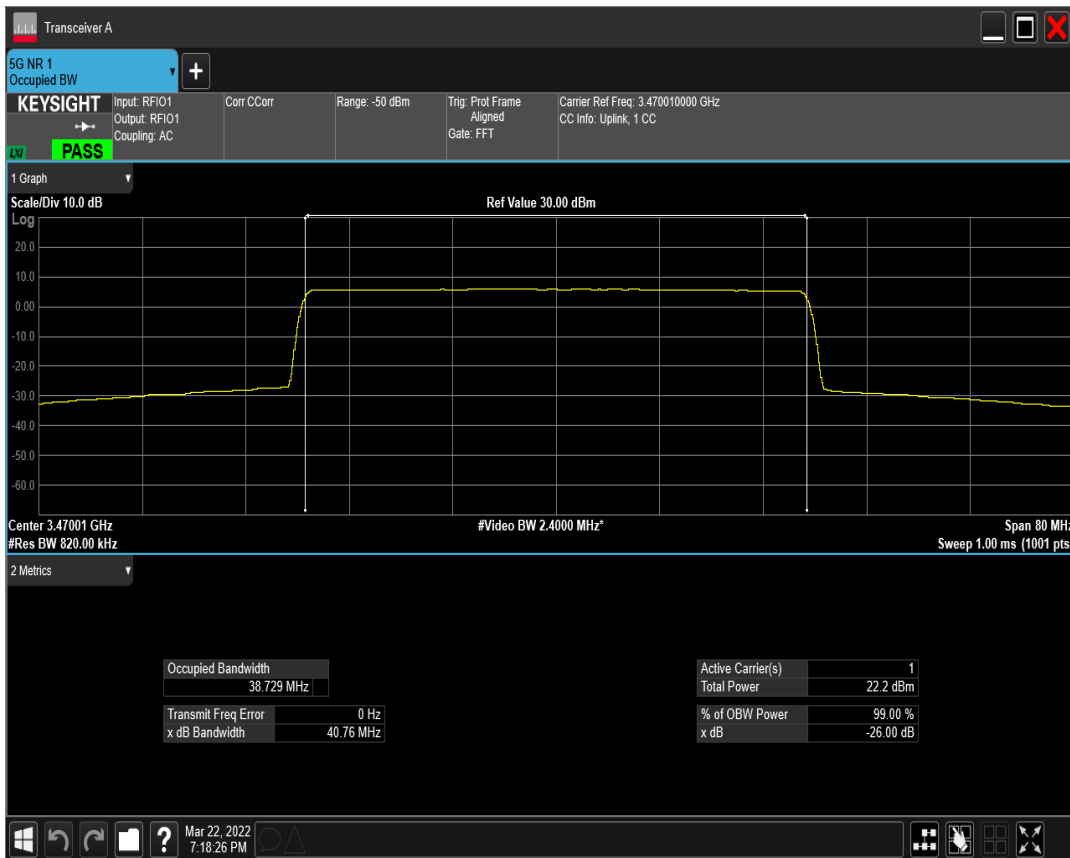 Transceiver A
5G NR 1
Occupied BW
+
KEYSIGHT
LXI
PASS
Input: RFIO1
Output: RFIO1
Coupling: AC
Corr CCorr
Range: -50 dBm
Trig: Prot Frame
Aligned
Gate: FFT
Carrier Ref Freq: 3.470010000 GHz
CC Info: Uplink, 1 CC
1 Graph
Scale/Div 10.0 dB
Ref Value 30.00 dBm
Log
20.0
10.0
0.00
-10.0
-20.0
-30.0
-40.0
-50.0
-60.0
Center 3.47001 GHz
#Video BW 2.4000 MHz*
Span 80 MHz
#Res BW 820.00 kHz
Sweep 1.00 ms (1001 pts
2 Metrics
Occupied Bandwidth
38.729 MHz
Transmit Freq Error 0 Hz
x dB Bandwidth 40.76 MHz
Active Carrier(s) 1
Total Power 22.2 dBm
% of OBW Power 99.00 %
x dB -26.00 dB
?
Mar 22, 2022
7:18:26 PM